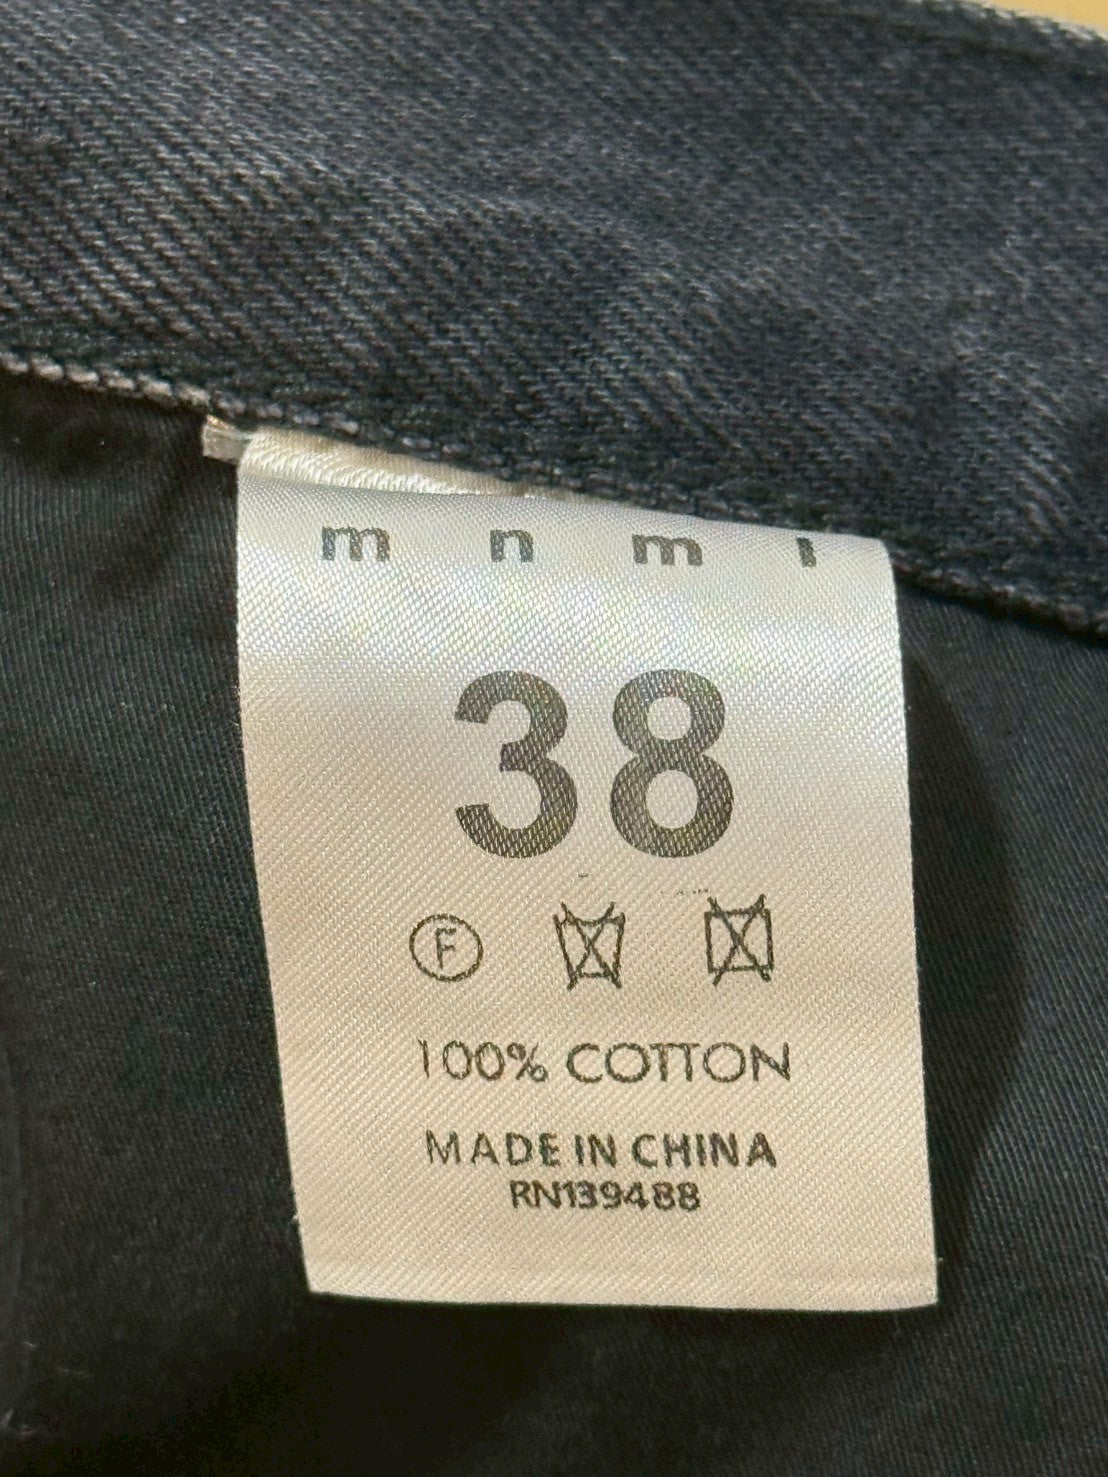 m n m l
38
F
100% COTTON
MADE IN CHINA
RN139488